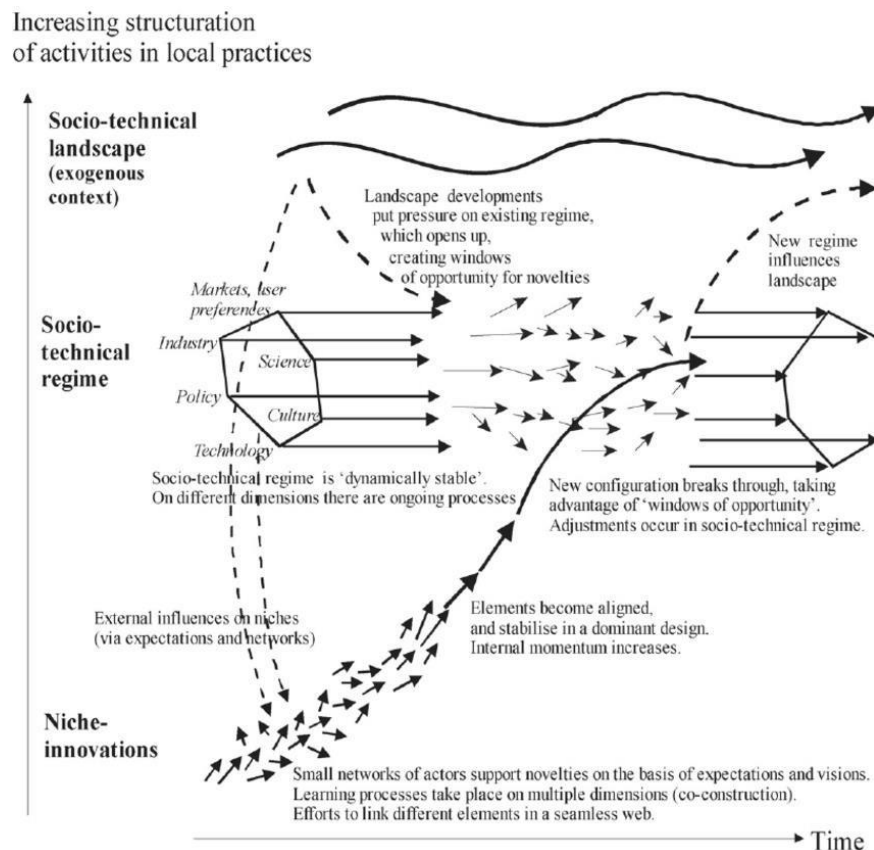 Increasing structuration
of activities in local practices
Socio-technical
landscape
(exogenous
context)
Landscape developments
put pressure on existing regime,
which opens up,
creating windows
of opportunity for novelties
New regime
influences
landscape
Markets, user
preferences
Socio-
technical
regime
Industry
Science
Policy
Culture
Technology
Socio-technical regime is ‘dynamically stable’.
On different dimensions there are ongoing processes
New configuration breaks through, taking
advantage of ‘windows of opportunity’.
Adjustments occur in socio-technical regime.
External influences on niches
(via expectations and networks)
Elements become aligned,
and stabilise in a dominant design.
Internal momentum increases.
Niche-
innovations
Small networks of actors support novelties on the basis of expectations and visions.
Learning processes take place on multiple dimensions (co-construction).
Efforts to link different elements in a seamless web.
Time